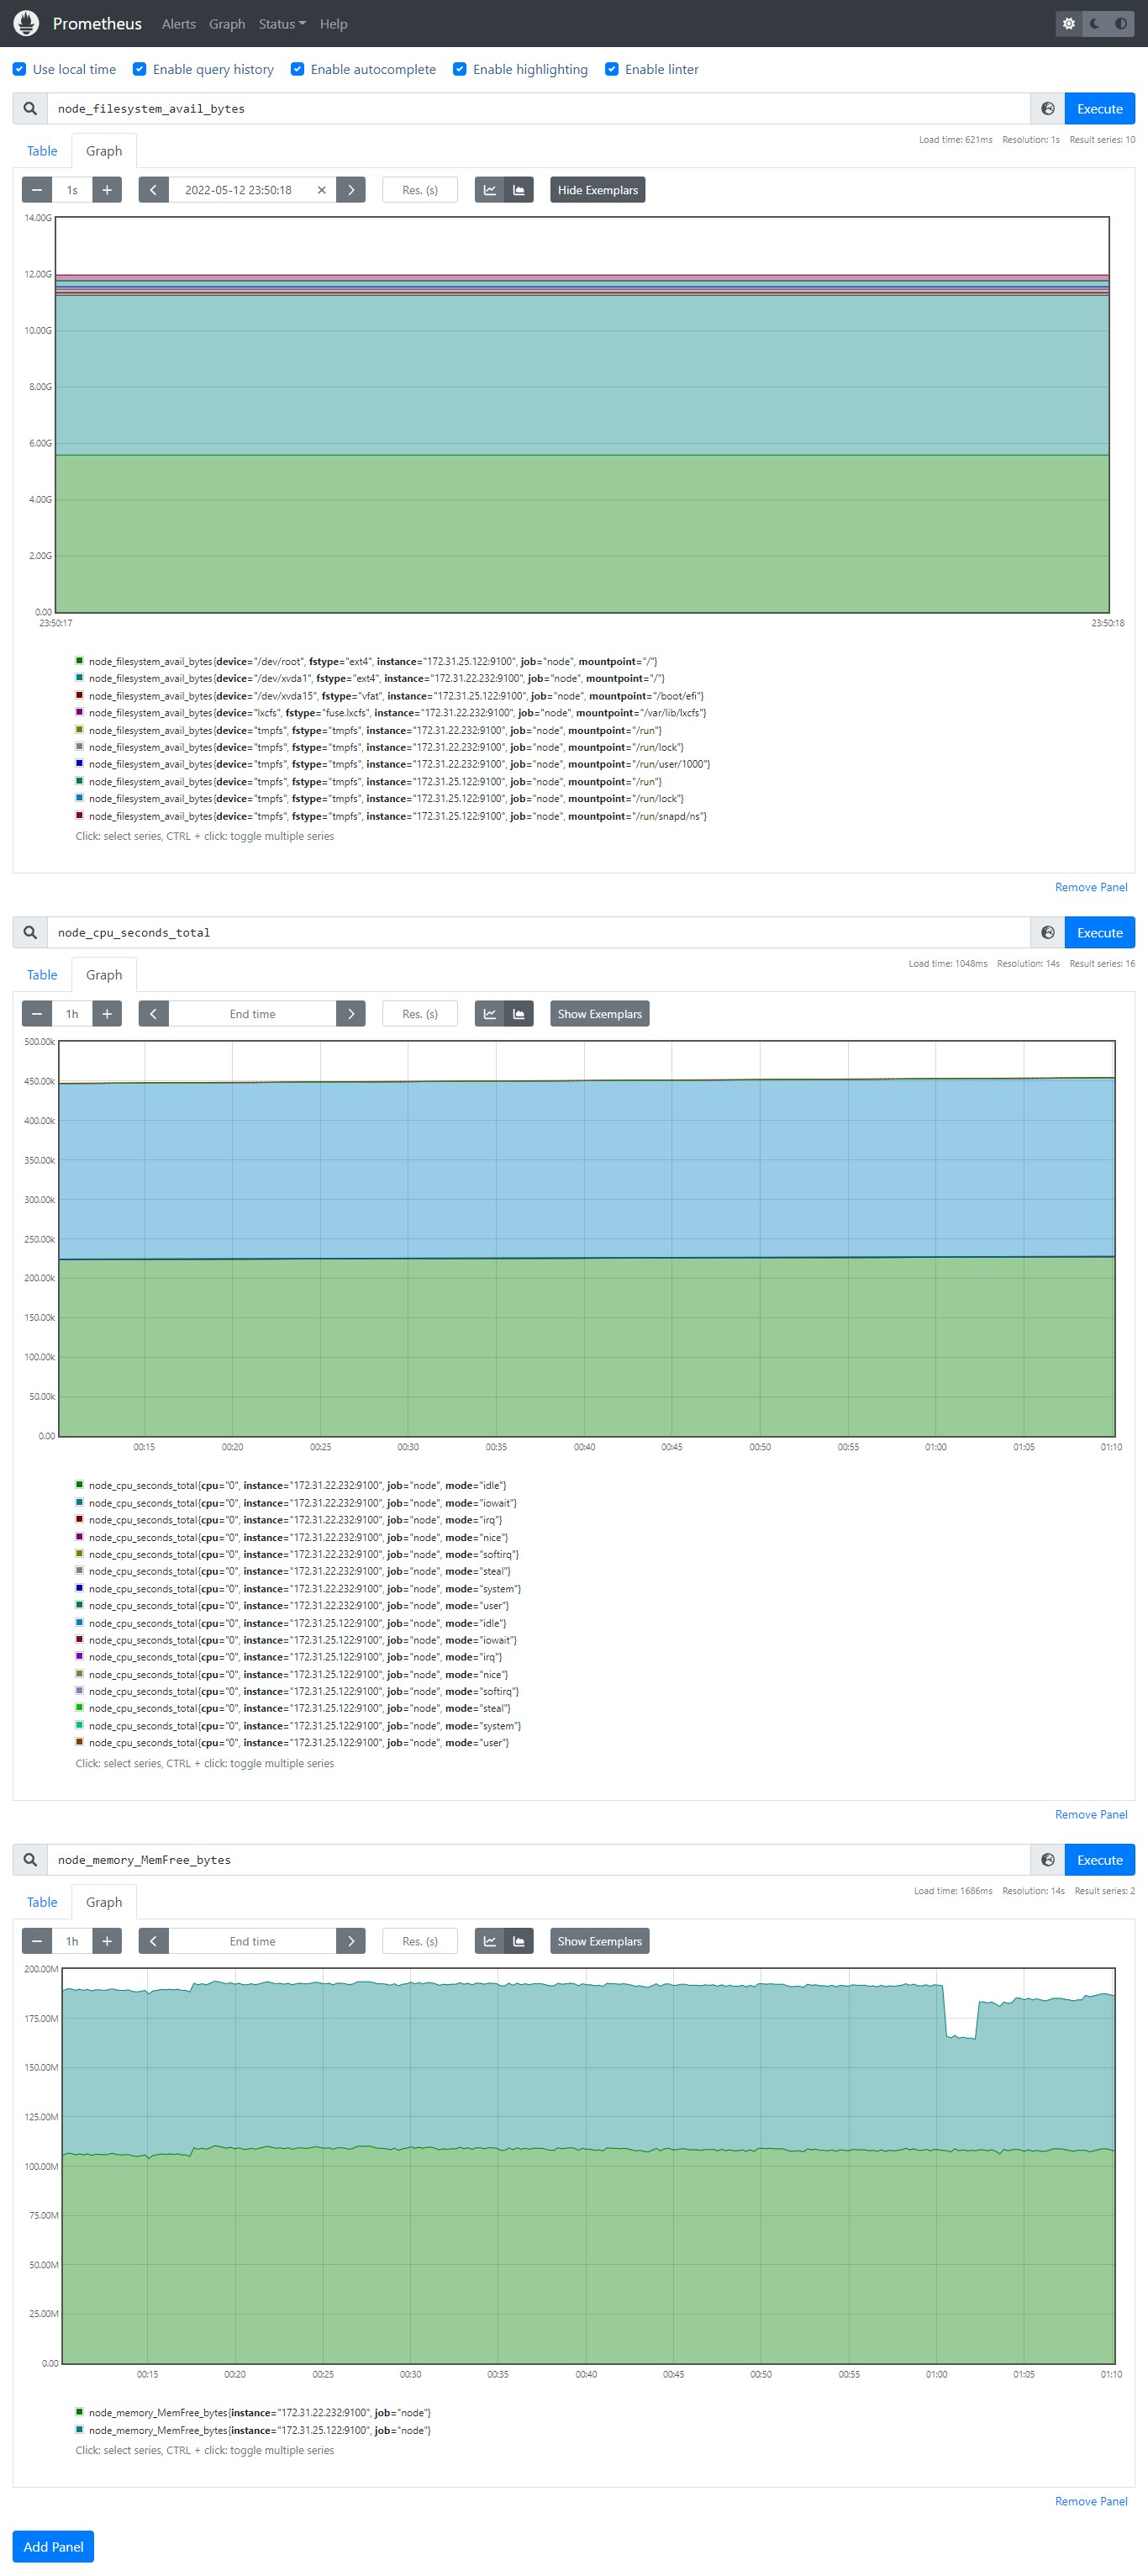 Prometheus Alerts Graph Status Help
Use local time Enable query history Enable autocomplete Enable highlighting Enable linter
node_filesystem_avail_bytes Execute
Load time: 621ms Resolution: 1s Result series: 10
Table Graph
1s 2022-05-12 23:50:18 Res. (s) Hide Exemplars
14.00G
12.00G
10.00G
8.00G
6.00G
4.00G
2.00G
0.00
23:50:17 23:50:18
node_filesystem_avail_bytes{device="/dev/root", fstype="ext4", instance="172.31.25.122:9100", job="node", mountpoint="/"}
node_filesystem_avail_bytes{device="/dev/xvda1", fstype="ext4", instance="172.31.22.232:9100", job="node", mountpoint="/"}
node_filesystem_avail_bytes{device="/dev/xvda15", fstype="vfat", instance="172.31.25.122:9100", job="node", mountpoint="/boot/efi"}
node_filesystem_avail_bytes{device="lxcfs", fstype="fuse.lxcfs", instance="172.31.22.232:9100", job="node", mountpoint="/var/lib/lxcfs"}
node_filesystem_avail_bytes{device="tmpfs", fstype="tmpfs", instance="172.31.22.232:9100", job="node", mountpoint="/run"}
node_filesystem_avail_bytes{device="tmpfs", fstype="tmpfs", instance="172.31.22.232:9100", job="node", mountpoint="/run/lock"}
node_filesystem_avail_bytes{device="tmpfs", fstype="tmpfs", instance="172.31.22.232:9100", job="node", mountpoint="/run/user/1000"}
node_filesystem_avail_bytes{device="tmpfs", fstype="tmpfs", instance="172.31.25.122:9100", job="node", mountpoint="/run"}
node_filesystem_avail_bytes{device="tmpfs", fstype="tmpfs", instance="172.31.25.122:9100", job="node", mountpoint="/run/lock"}
node_filesystem_avail_bytes{device="tmpfs", fstype="tmpfs", instance="172.31.25.122:9100", job="node", mountpoint="/run/snapd/ns"}
Click: select series, CTRL + click: toggle multiple series
Remove Panel
node_cpu_seconds_total Execute
Load time: 1048ms Resolution: 14s Result series: 16
Table Graph
1h End time Res. (s) Show Exemplars
500.00k
450.00k
400.00k
350.00k
300.00k
250.00k
200.00k
150.00k
100.00k
50.00k
0.00
00:15 00:20 00:25 00:30 00:35 00:40 00:45 00:50 00:55 01:00 01:05 01:10
node_cpu_seconds_total{cpu="0", instance="172.31.22.232:9100", job="node", mode="idle"}
node_cpu_seconds_total{cpu="0", instance="172.31.22.232:9100", job="node", mode="iowait"}
node_cpu_seconds_total{cpu="0", instance="172.31.22.232:9100", job="node", mode="irq"}
node_cpu_seconds_total{cpu="0", instance="172.31.22.232:9100", job="node", mode="nice"}
node_cpu_seconds_total{cpu="0", instance="172.31.22.232:9100", job="node", mode="softirq"}
node_cpu_seconds_total{cpu="0", instance="172.31.22.232:9100", job="node", mode="steal"}
node_cpu_seconds_total{cpu="0", instance="172.31.22.232:9100", job="node", mode="system"}
node_cpu_seconds_total{cpu="0", instance="172.31.22.232:9100", job="node", mode="user"}
node_cpu_seconds_total{cpu="0", instance="172.31.25.122:9100", job="node", mode="idle"}
node_cpu_seconds_total{cpu="0", instance="172.31.25.122:9100", job="node", mode="iowait"}
node_cpu_seconds_total{cpu="0", instance="172.31.25.122:9100", job="node", mode="irq"}
node_cpu_seconds_total{cpu="0", instance="172.31.25.122:9100", job="node", mode="nice"}
node_cpu_seconds_total{cpu="0", instance="172.31.25.122:9100", job="node", mode="softirq"}
node_cpu_seconds_total{cpu="0", instance="172.31.25.122:9100", job="node", mode="steal"}
node_cpu_seconds_total{cpu="0", instance="172.31.25.122:9100", job="node", mode="system"}
node_cpu_seconds_total{cpu="0", instance="172.31.25.122:9100", job="node", mode="user"}
Click: select series, CTRL + click: toggle multiple series
Remove Panel
node_memory_MemFree_bytes Execute
Load time: 1686ms Resolution: 14s Result series: 2
Table Graph
1h End time Res. (s) Show Exemplars
200.00M
175.00M
150.00M
125.00M
100.00M
75.00M
50.00M
25.00M
0.00
00:15 00:20 00:25 00:30 00:35 00:40 00:45 00:50 00:55 01:00 01:05 01:10
node_memory_MemFree_bytes{instance="172.31.22.232:9100", job="node"}
node_memory_MemFree_bytes{instance="172.31.25.122:9100", job="node"}
Click: select series, CTRL + click: toggle multiple series
Remove Panel
Add Panel